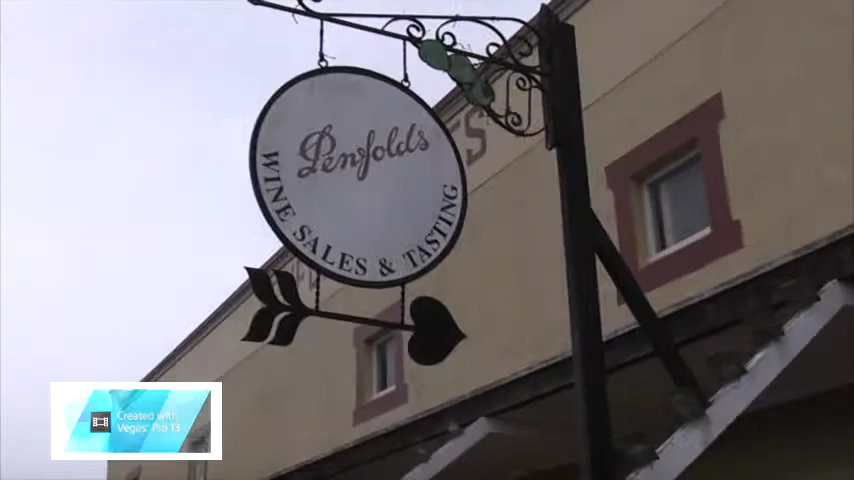 Penfolds
WINE SALES & TASTING
Created with
Vegas Pro 13